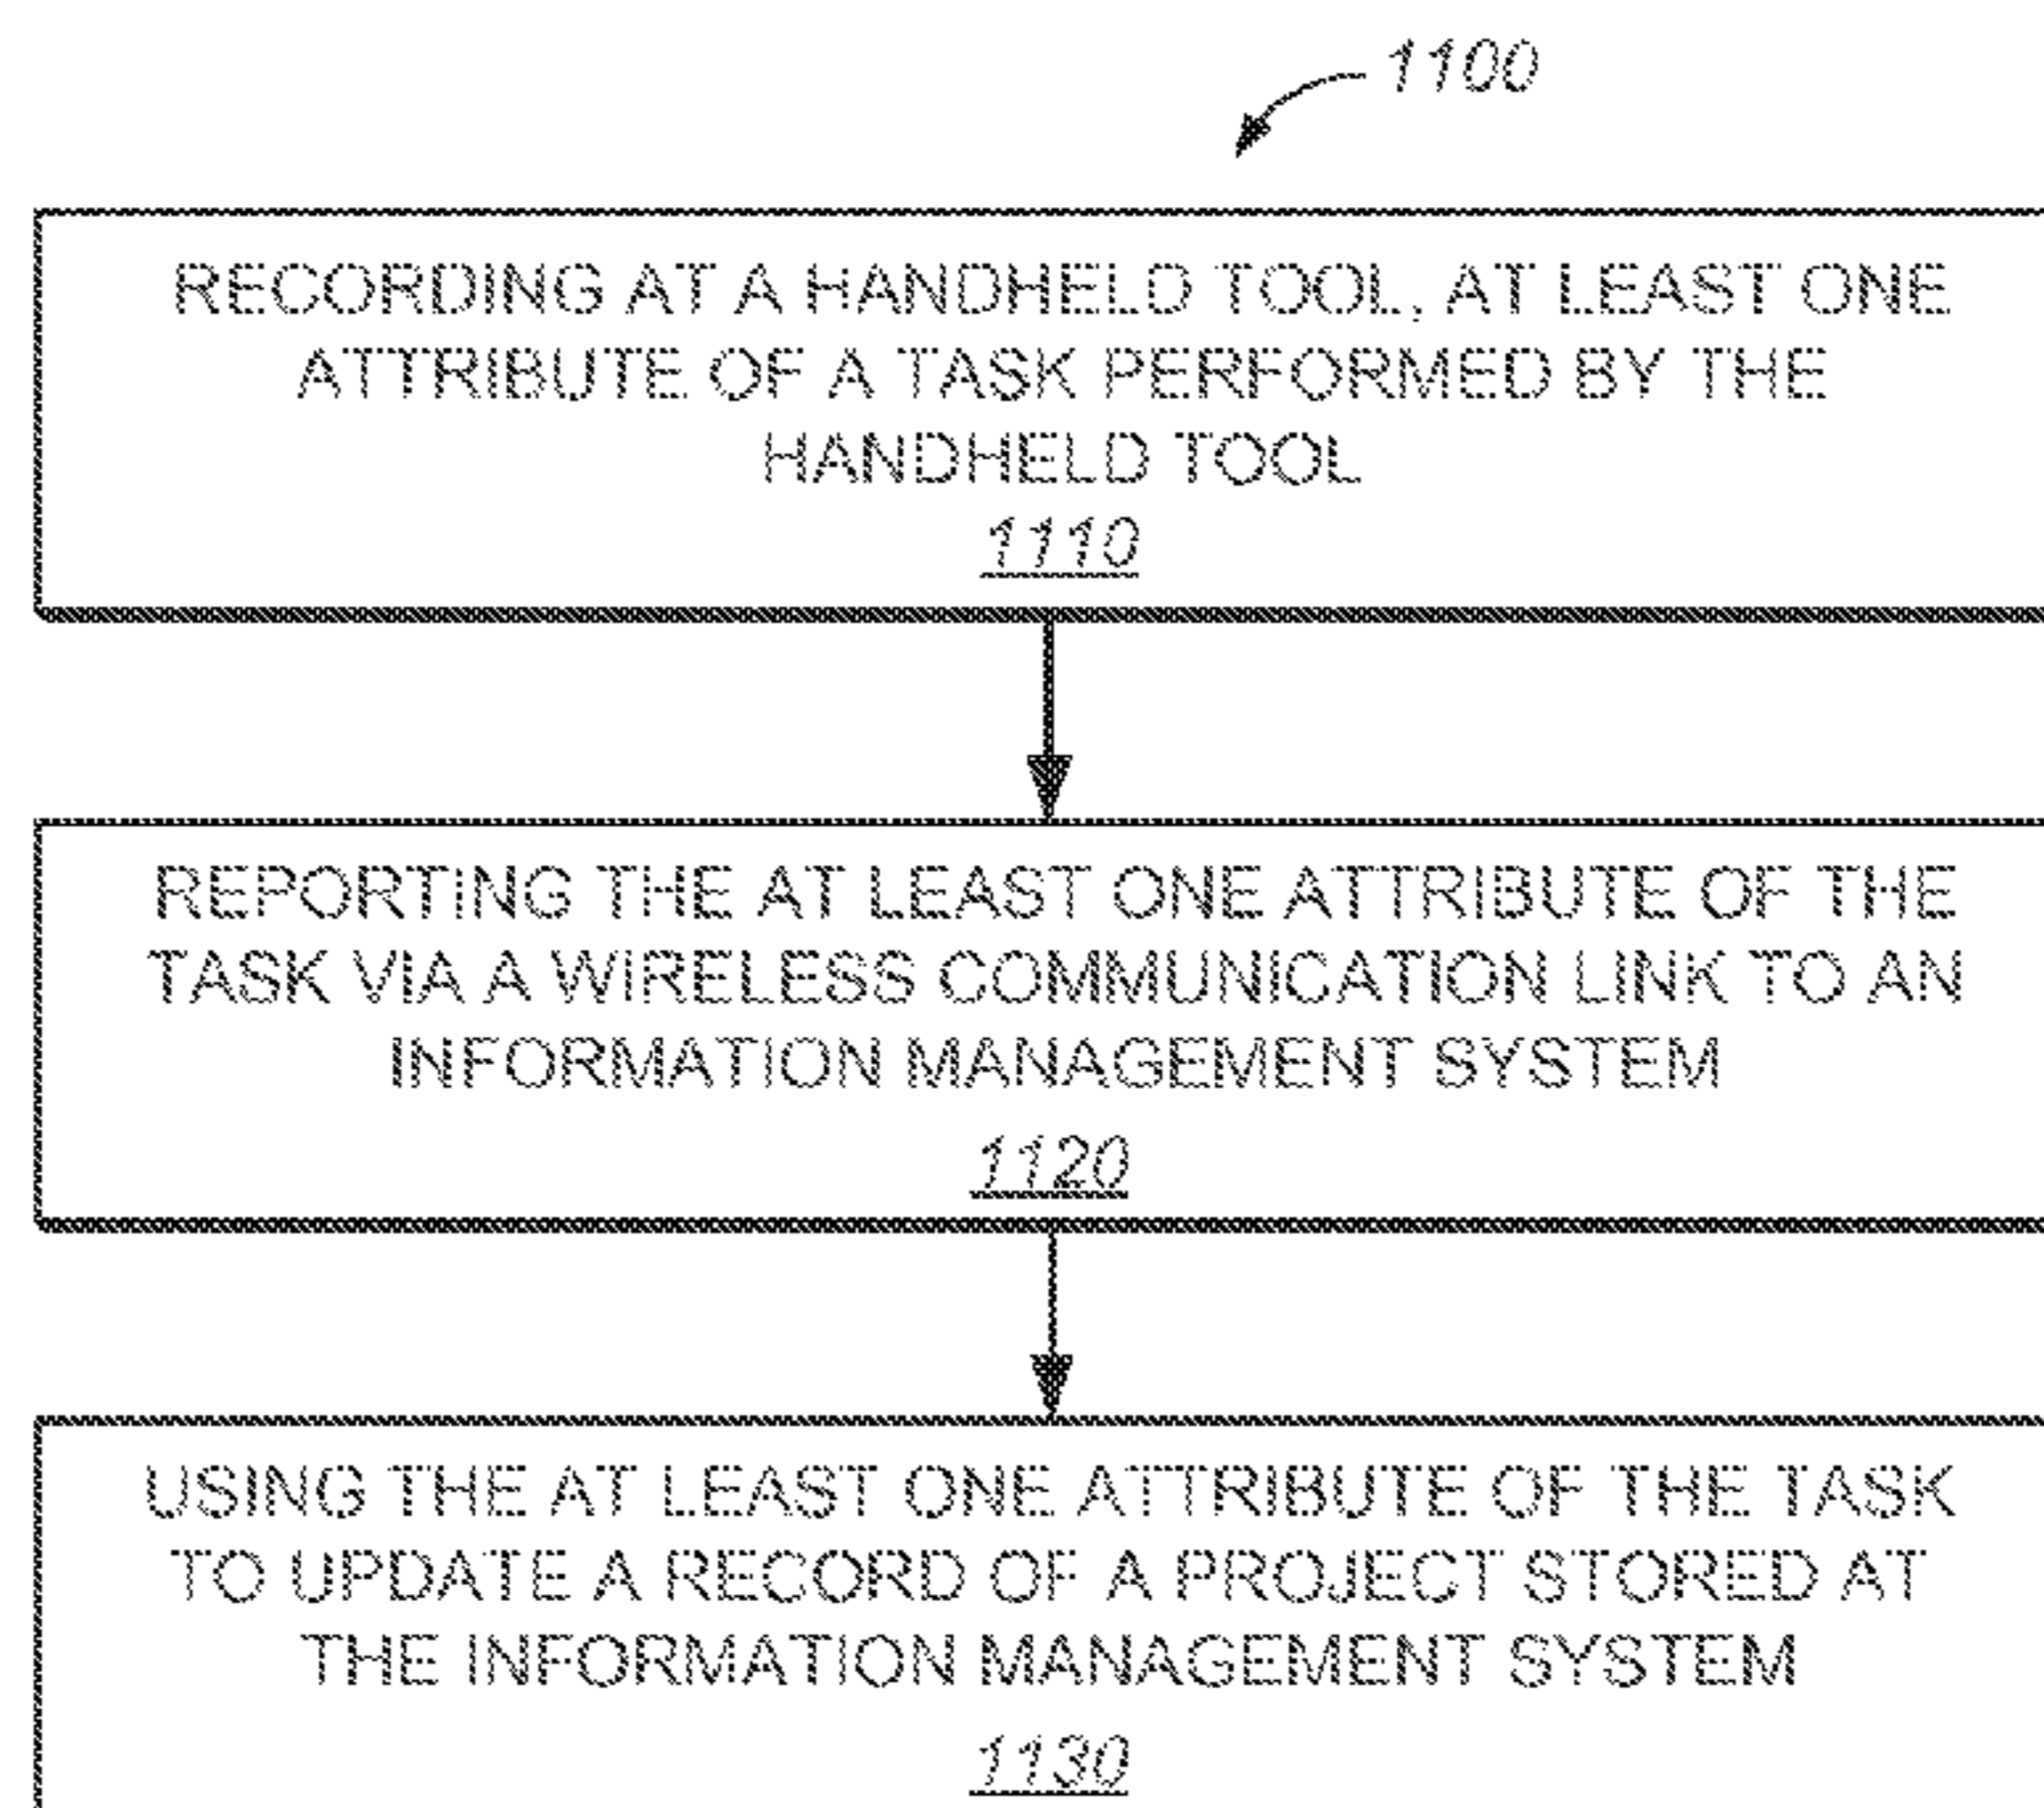 1100
RECORDING AT A HANDHELD TOOL, AT LEAST ONE
ATTRIBUTE OF A TASK PERFORMED BY THE
HANDHELD TOOL
1110
REPORTING THE AT LEAST ONE ATTRIBUTE OF THE
TASK VIA A WIRELESS COMMUNICATION LINK TO AN
INFORMATION MANAGEMENT SYSTEM
1120
USING THE AT LEAST ONE ATTRIBUTE OF THE TASK
TO UPDATE A RECORD OF A PROJECT STORED AT
THE INFORMATION MANAGEMENT SYSTEM
1130